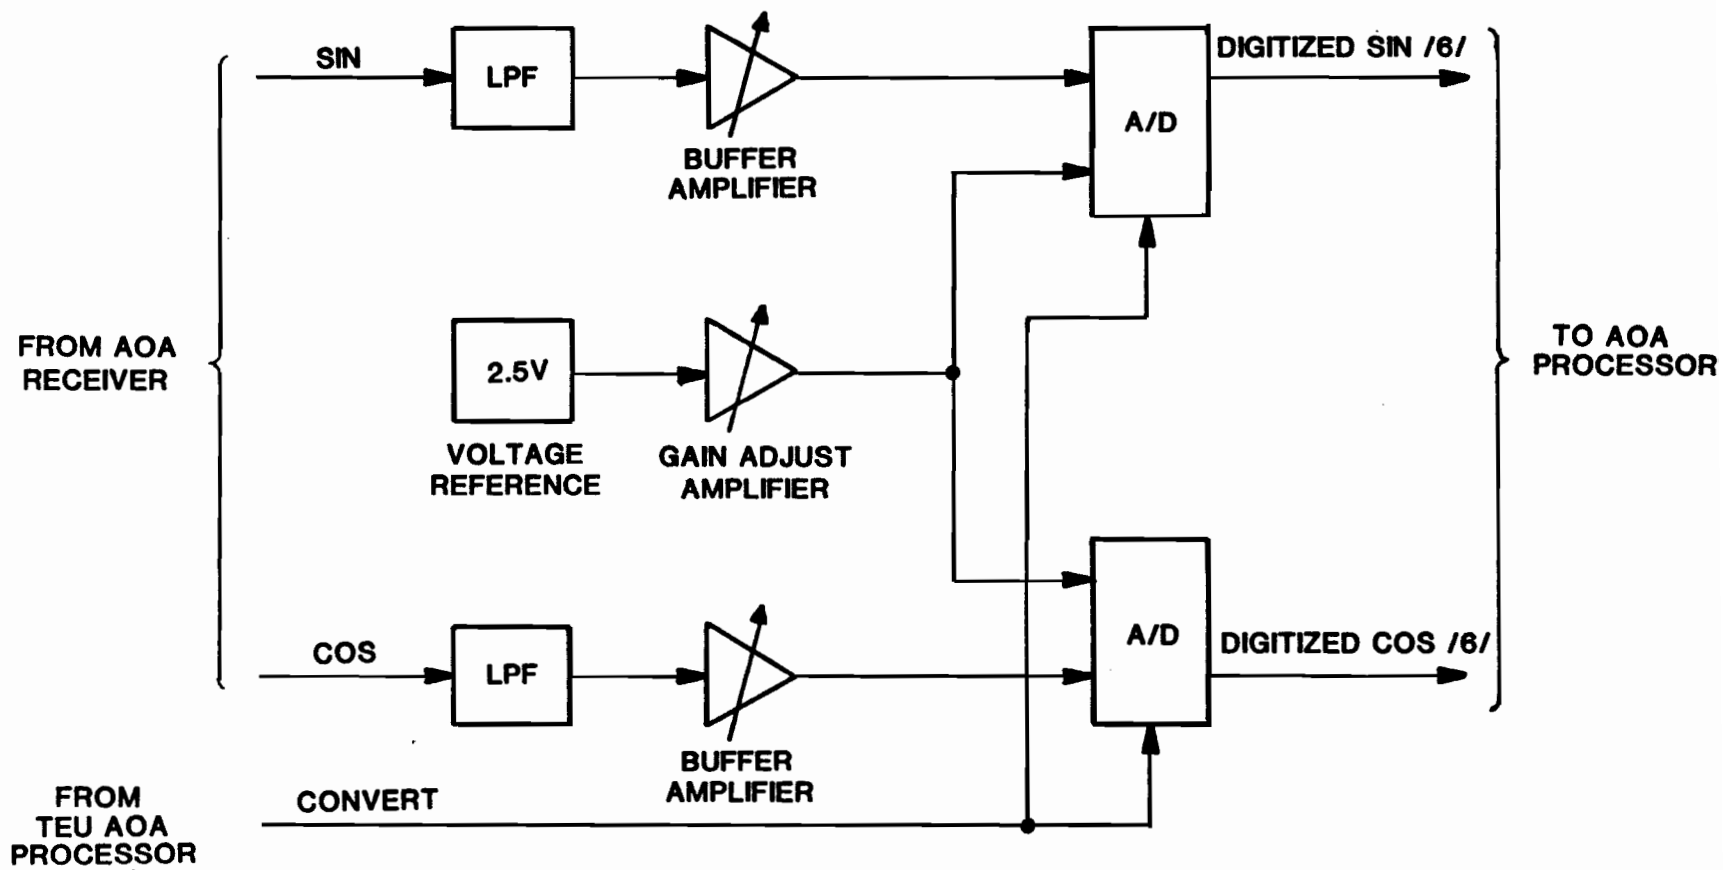 SIN
LPF
BUFFER
AMPLIFIER
A/D
DIGITIZED SIN /6/
FROM AOA
RECEIVER
2.5V
VOLTAGE
REFERENCE
GAIN ADJUST
AMPLIFIER
TO AOA
PROCESSOR
COS
LPF
BUFFER
AMPLIFIER
A/D
DIGITIZED COS /6/
FROM
TEU AOA
PROCESSOR
CONVERT